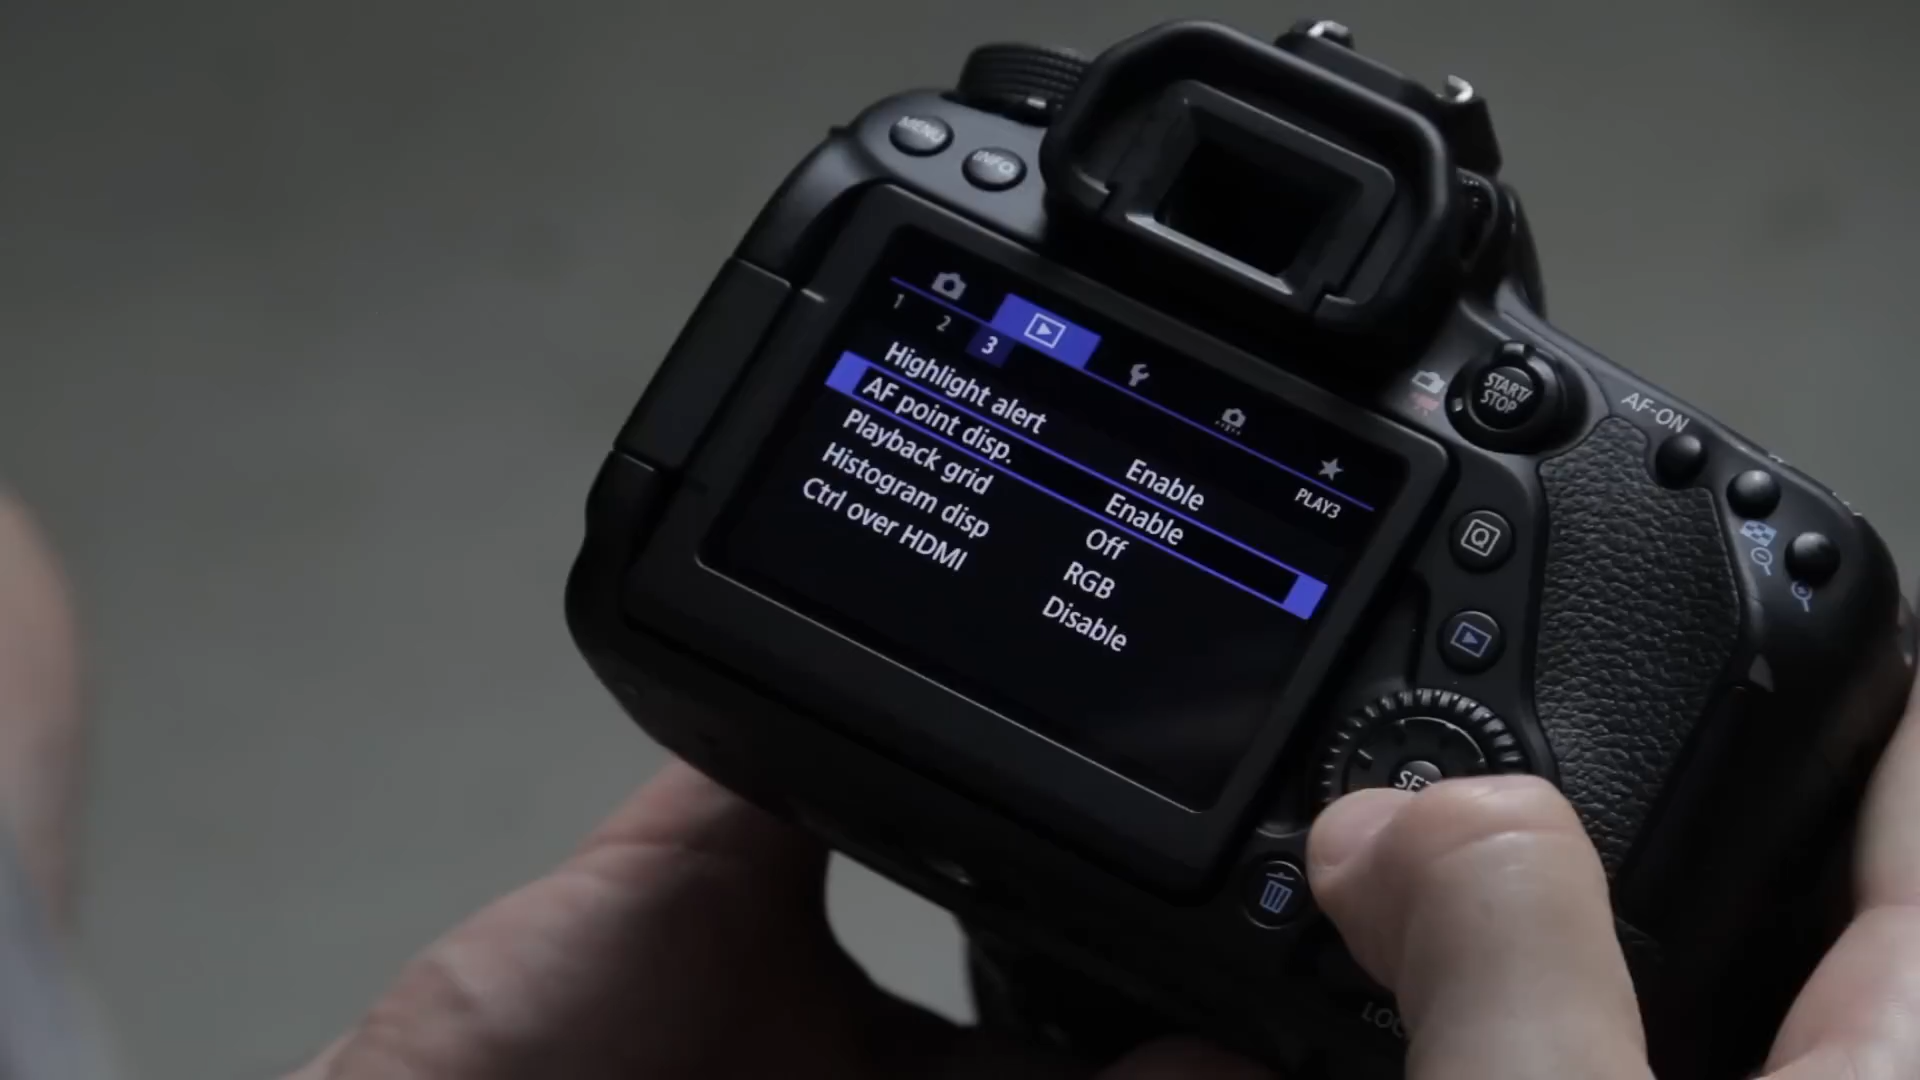 MENU
INFO
1 2 3
Highlight alert Enable
AF point disp. Enable
Playback grid Off
Histogram disp RGB
Ctrl over HDMI Disable
PLAY3
START/
STOP
AF-ON
Q
SET